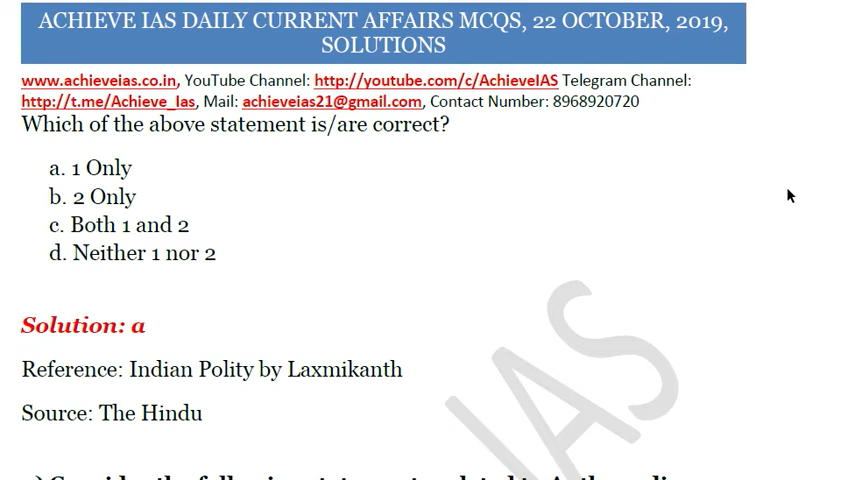 ACHIEVE IAS DAILY CURRENT AFFAIRS MCQS, 22 OCTOBER, 2019,
SOLUTIONS
www.achieveias.co.in, YouTube Channel: http://youtube.com/c/AchieveIAS Telegram Channel:
http://t.me/Achieve_Ias, Mail: achieveias21@gmail.com, Contact Number: 8968920720
Which of the above statement is/are correct?
a. 1 Only
b. 2 Only
c. Both 1 and 2
d. Neither 1 nor 2
Solution: a
Reference: Indian Polity by Laxmikanth
Source: The Hindu
IAS